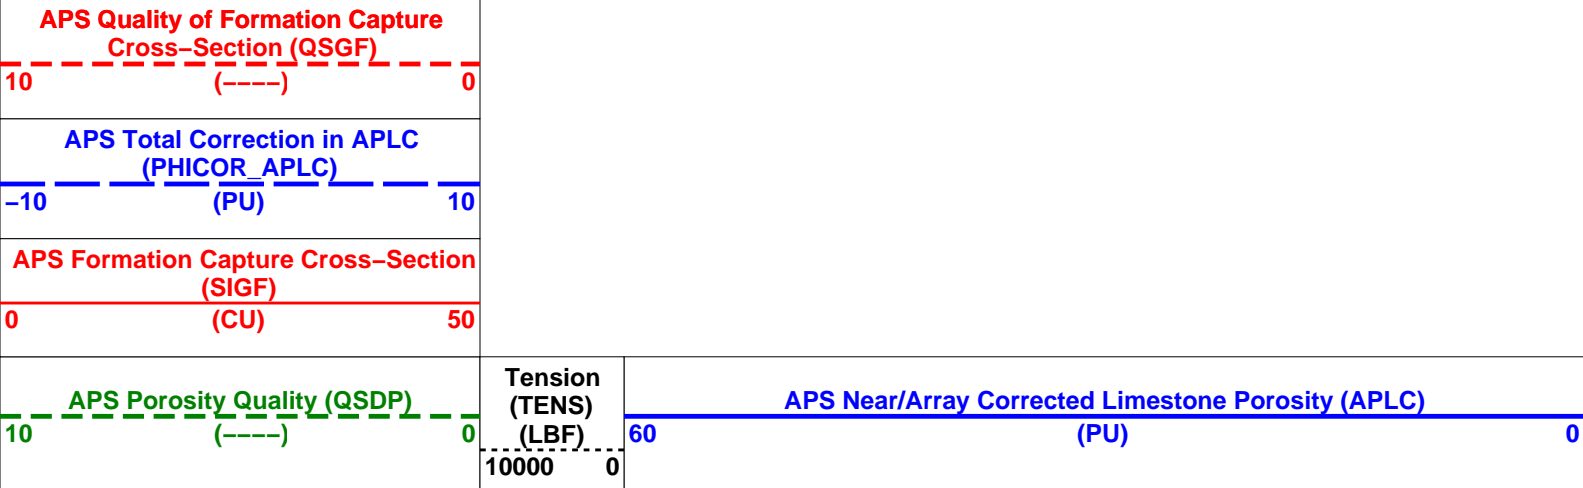 APS Quality of Formation Capture
Cross−Section (QSGF)
10 (−−−−) 0
APS Total Correction in APLC
(PHICOR_APLC)
−10 (PU) 10
APS Formation Capture Cross−Section
(SIGF)
0 (CU) 50
APS Porosity Quality (QSDP)
10 (−−−−) 0
Tension
(TENS)
(LBF)
10000 0
APS Near/Array Corrected Limestone Porosity (APLC)
60 (PU) 0